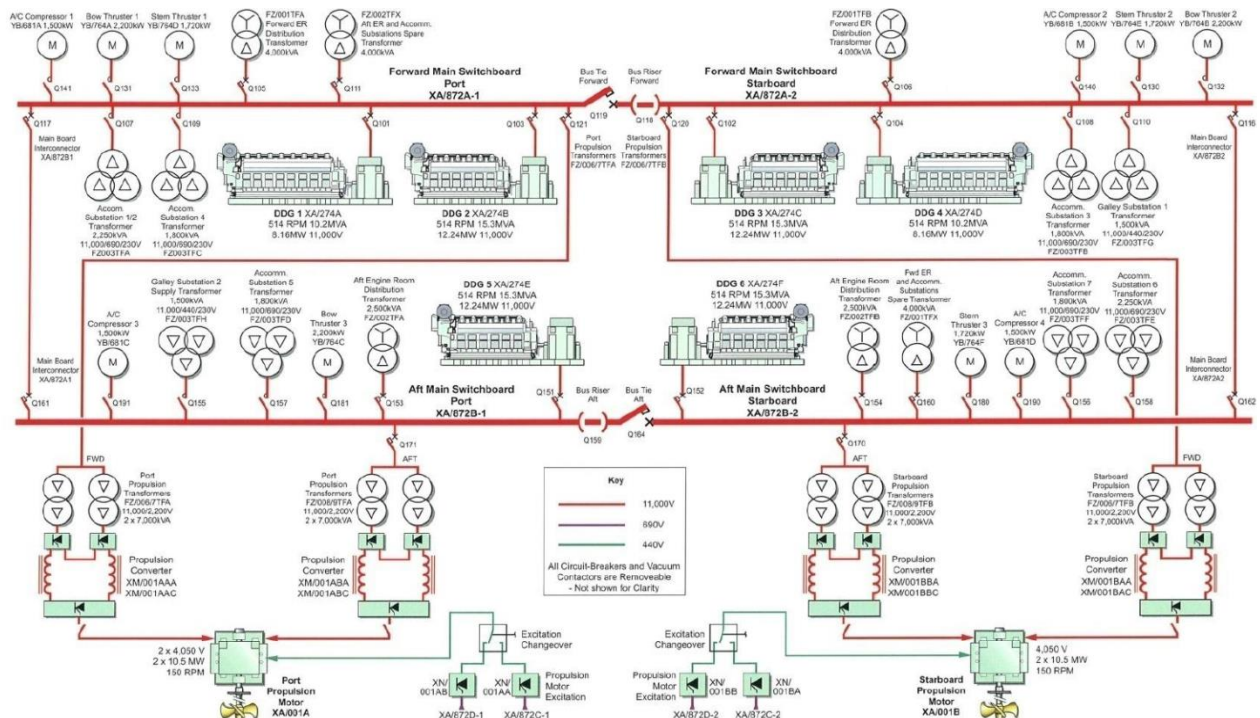 A/C Compressor 1
YB/681A 1,500kW
Bow Thruster 1
YB/764A 2,200kW
Stern Thruster 1
YB/764D 1,720kW
FZ/001TFA
Forward ER
Distribution
Transformer
4,000kVA
FZ/002TFX
Aft ER and Accomm.
Substations Spare
Transformer
4,000kVA
FZ/001TFB
Forward ER
Distribution
Transformer
4,000kVA
A/C Compressor 2
YB/681B 1,500kW
Stern Thruster 2
YB/764E 1,720kW
Bow Thruster 2
YB/764B 2,200kW
M
M
M
M
M
M
Q141
Q131
Q133
Q105
Q111
Forward Main Switchboard
Port
XA/872A-1
Bus Tie
Forward
Bus Riser
Forward
Forward Main Switchboard
Starboard
XA/872A-2
Q106
Q140
Q130
Q132
Q117
Q107
Q109
Q101
Q103
Q121
Q119
Q118
Q120
Q102
Q104
Q108
Q110
Q116
Main Board
Interconnector
XA/872B1
Port
Propulsion
Transformers
FZ/006/7TFA
Starboard
Propulsion
Transformers
FZ/006/7TFB
Main Board
Interconnector
XA/872B2
Accom.
Substation 1/2
Transformer
2,250kVA
11,000/690/230V
FZ003TFA
Accom.
Substation 4
Transformer
1,800kVA
11,000/690/230V
FZ003TFC
DDG 1 XA/274A
514 RPM 10.2MVA
8.16MW 11,000V
DDG 2 XA/274B
514 RPM 15.3MVA
12.24MW 11,000V
DDG 3 XA/274C
514 RPM 15.3MVA
12.24MW 11,000V
DDG 4 XA/274D
514 RPM 10.2MVA
8.16MW 11,000V
Accomm.
Substation 3
Transformer
1,800kVA
11,000/690/230V
FZ/003TFB
Galley Substation 1
Transformer
1,500kVA
11,000/440/230V
FZ/003TFG
A/C
Compressor 3
1,500kW
YB/681C
Galley Substation 2
Supply Transformer
1,500kVA
11,000/440/230V
FZ/003TFH
Accomm.
Substation 5
Transformer
1,800kVA
11,000/690/230V
FZ/003TFD
Bow
Thruster 3
2,200kW
YB/764C
Aft Engine Room
Distribution
Transformer
2,500kVA
FZ/002TFA
DDG 5 XA/274E
514 RPM 15.3MVA
12.24MW 11,000V
DDG 6 XA/274F
514 RPM 15.3MVA
12.24MW 11,000V
Aft Engine Room
Distribution
Transformer
2,500kVA
FZ/002TFB
Fwd ER
and Accomm.
Substations
Spare Transformer
4,000kVA
FZ/001TFX
Stern
Thruster 3
1,720kW
YB/764F
A/C
Compressor 4
1,500kW
YB/681D
Accomm.
Substation 7
Transformer
1,800kVA
11,000/690/230V
FZ/003TFF
Accomm.
Substation 6
Transformer
2,250kVA
11,000/690/230V
FZ/003TFE
Main Board
Interconnector
XA/872A1
Main Board
Interconnector
XA/872A2
M
M
M
M
Q161
Q191
Q155
Q157
Q181
Q153
Aft Main Switchboard
Port
XA/872B-1
Q151
Bus Riser
Aft
Bus Tie
Aft
Q152
Aft Main Switchboard
Starboard
XA/872B-2
Q154
Q160
Q180
Q190
Q156
Q158
Q162
Q159
Q164
Q171
Q170
FWD
AFT
AFT
FWD
Port
Propulsion
Transformers
FZ/006/7TFA
11,000/2,200V
2 x 7,000kVA
Port
Propulsion
Transformers
FZ/008/9TFA
11,000/2,200V
2 x 7,000kVA
Key
11,000V
690V
440V
All Circuit-Breakers and Vacuum
Contactors are Removeable
- Not shown for Clarity
Starboard
Propulsion
Transformers
FZ/008/9TFB
11,000/2,200V
2 x 7,000kVA
Starboard
Propulsion
Transformers
FZ/006/7TFB
11,000/2,200V
2 x 7,000kVA
Propulsion
Converter
XM/001AAA
XM/001AAC
Propulsion
Converter
XM/001ABA
XM/001ABC
Propulsion
Converter
XM/001BBA
XM/001BBC
Propulsion
Converter
XM/001BAA
XM/001BAC
2 x 4,050 V
2 x 10.5 MW
150 RPM
Port
Propulsion
Motor
XA/001A
Excitation
Changeover
XN/
001AB
XN/
001AA
Propulsion
Motor
Excitation
XA/872D-1
XA/872C-1
Excitation
Changeover
Propulsion
Motor
Excitation
XN/
001BB
XN/
001BA
XA/872D-2
XA/872C-2
4,050 V
2 x 10.5 MW
150 RPM
Starboard
Propulsion
Motor
XA/001B